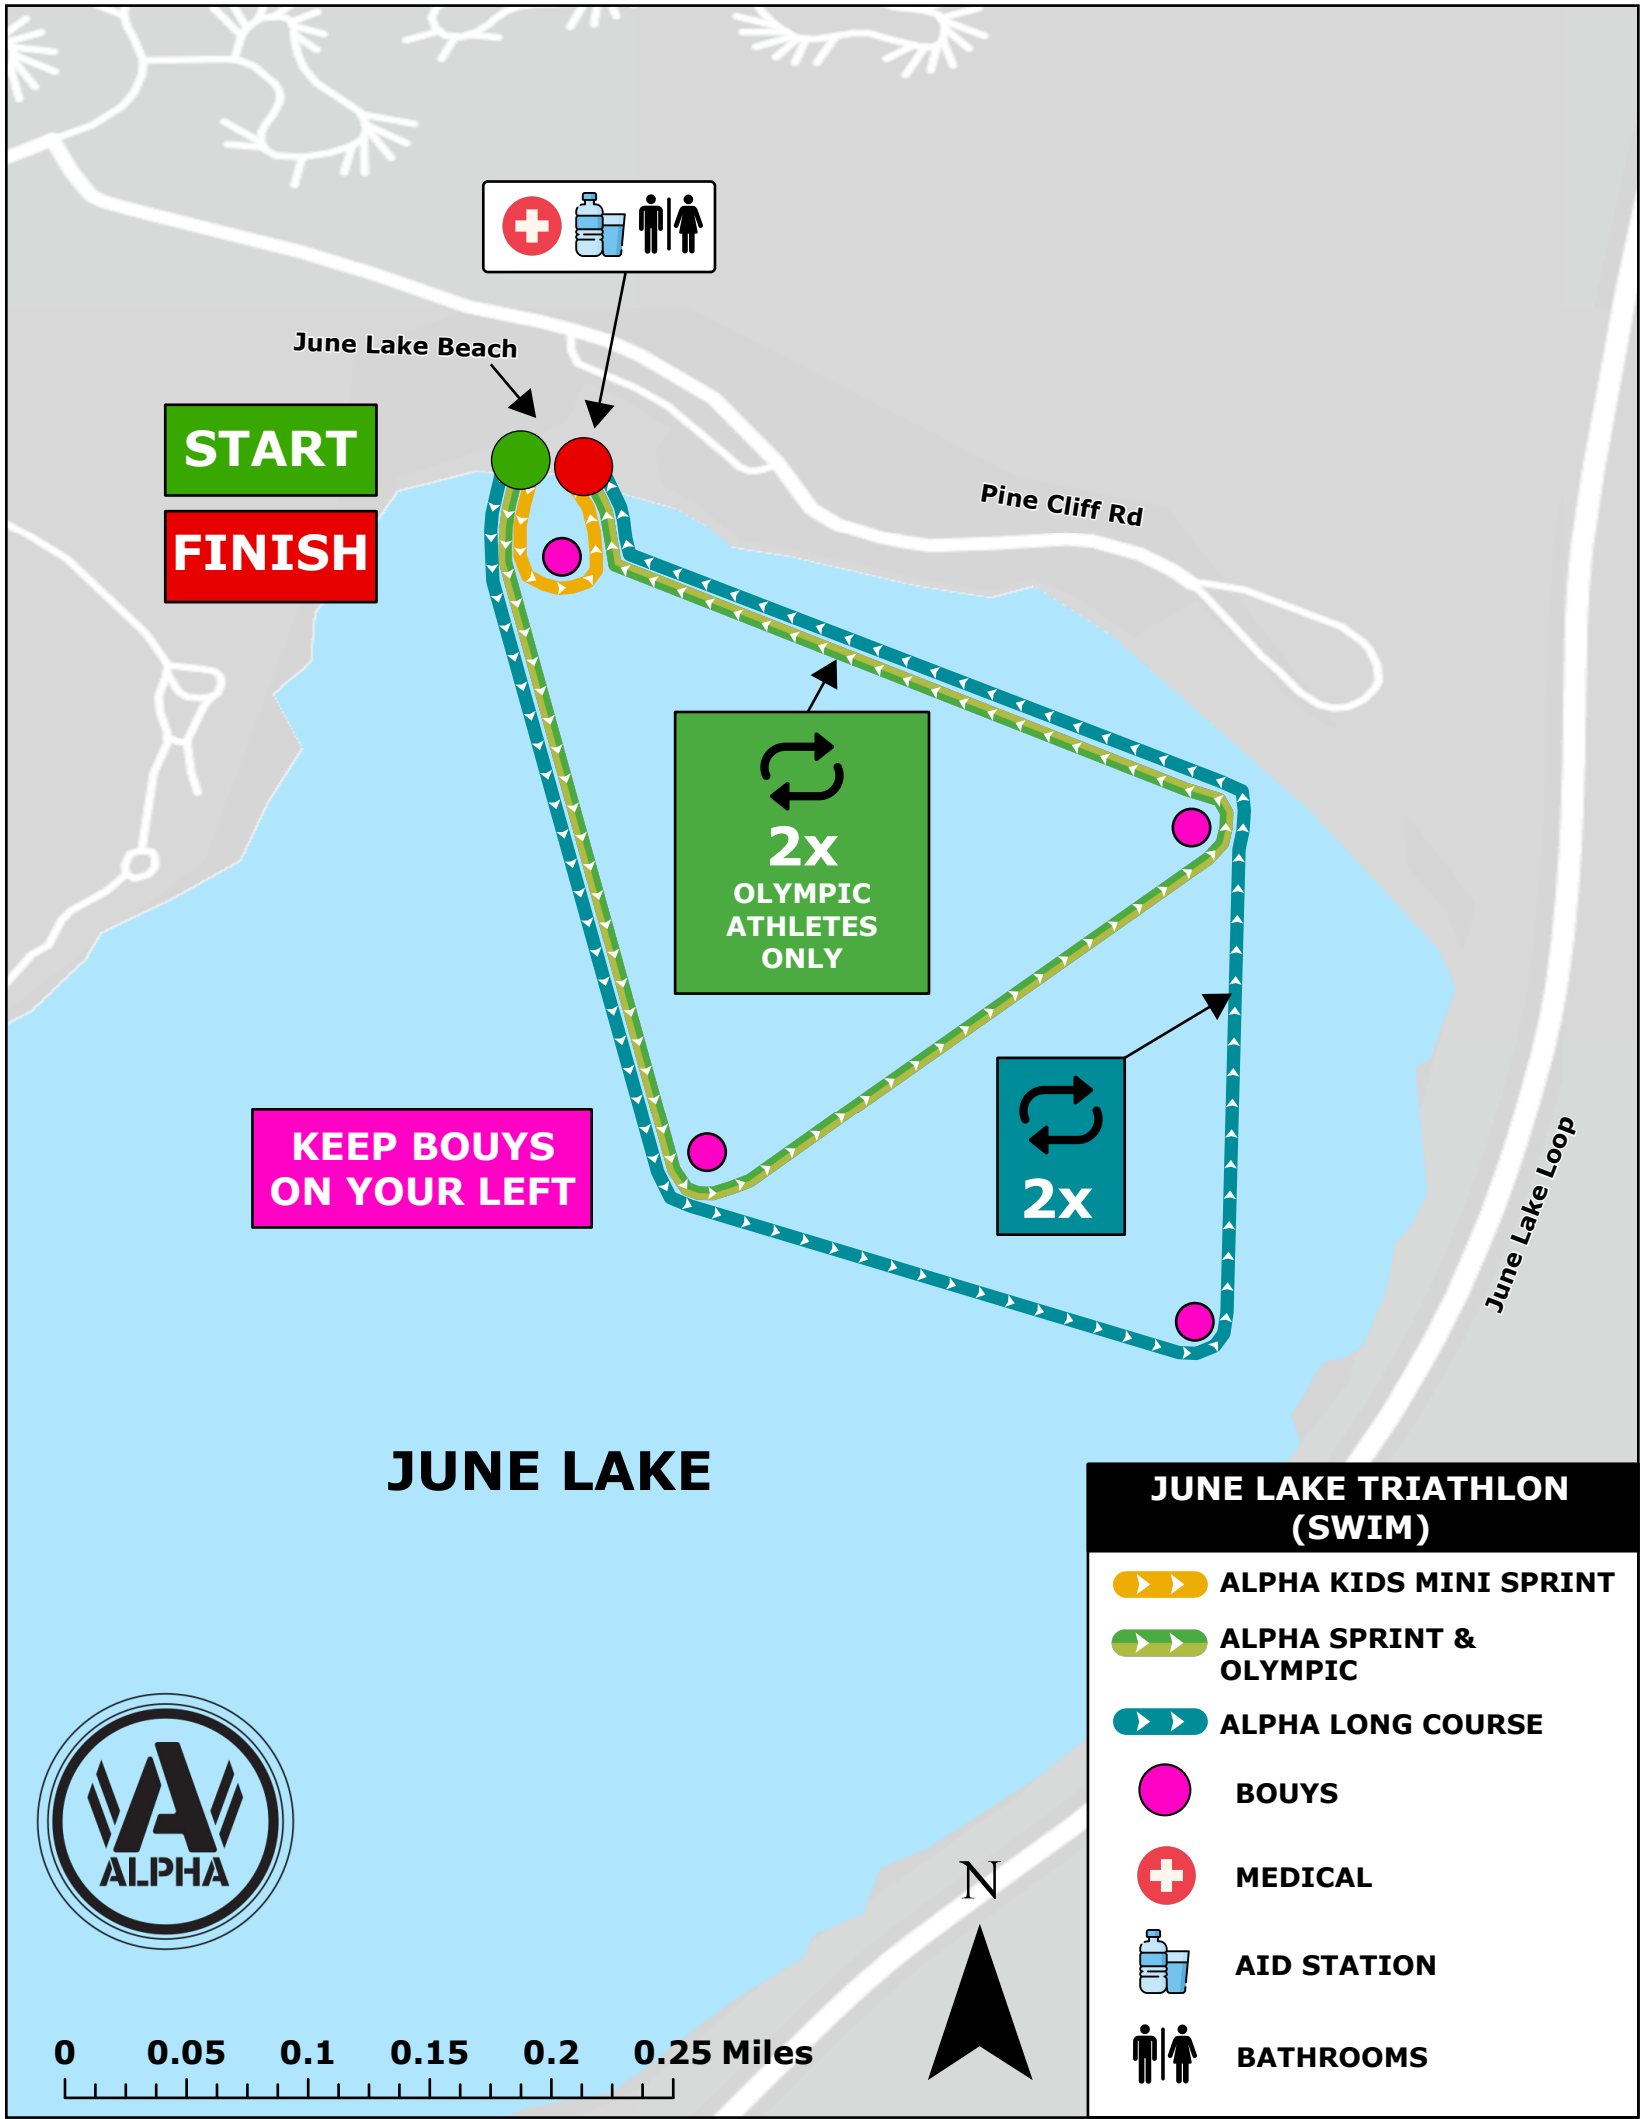 June Lake Beach
START
FINISH
Pine Cliff Rd
2x
OLYMPIC
ATHLETES
ONLY
KEEP BOUYS
ON YOUR LEFT
2x
June Lake Loop
JUNE LAKE
JUNE LAKE TRIATHLON
(SWIM)
ALPHA KIDS MINI SPRINT
ALPHA SPRINT &
OLYMPIC
ALPHA LONG COURSE
BOUYS
MEDICAL
AID STATION
BATHROOMS
ALPHA
N
0 0.05 0.1 0.15 0.2 0.25 Miles